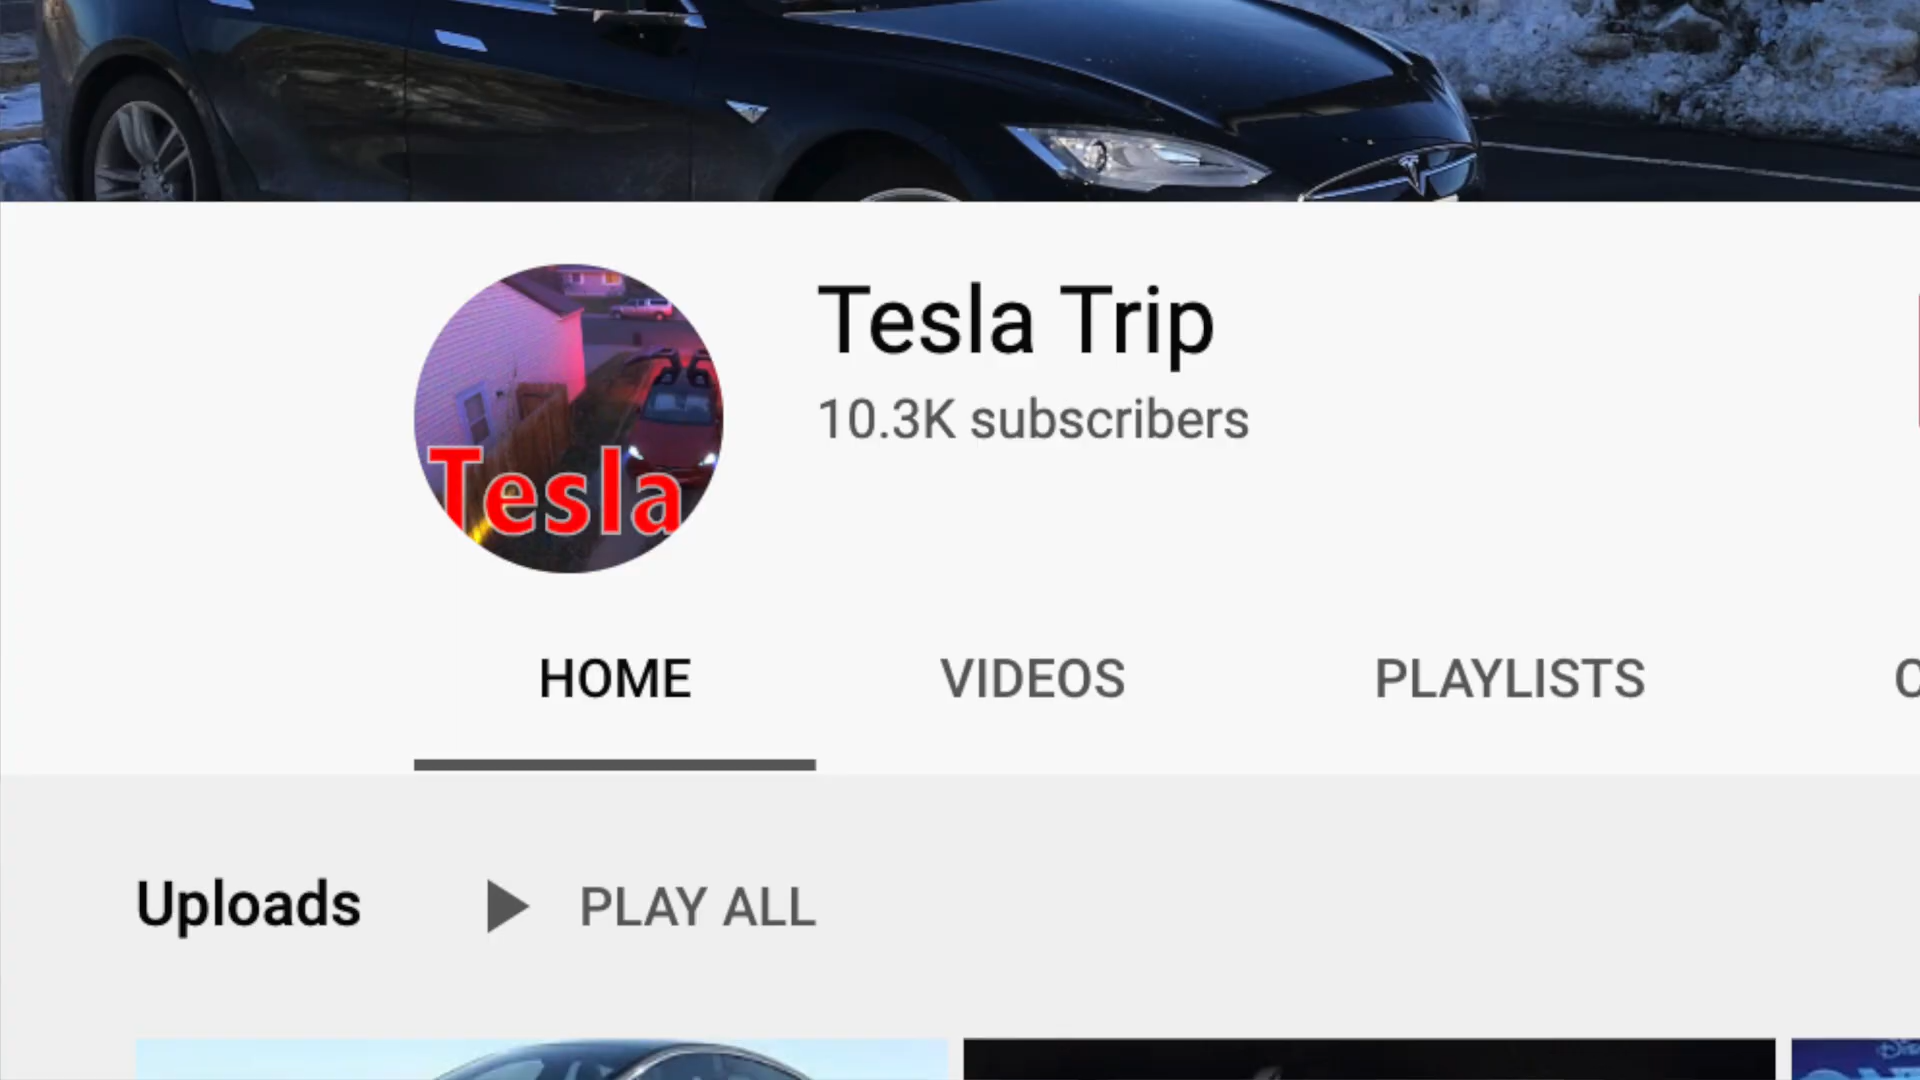 Tesla Trip
10.3K subscribers
Tesla
HOME VIDEOS PLAYLISTS
Uploads PLAY ALL